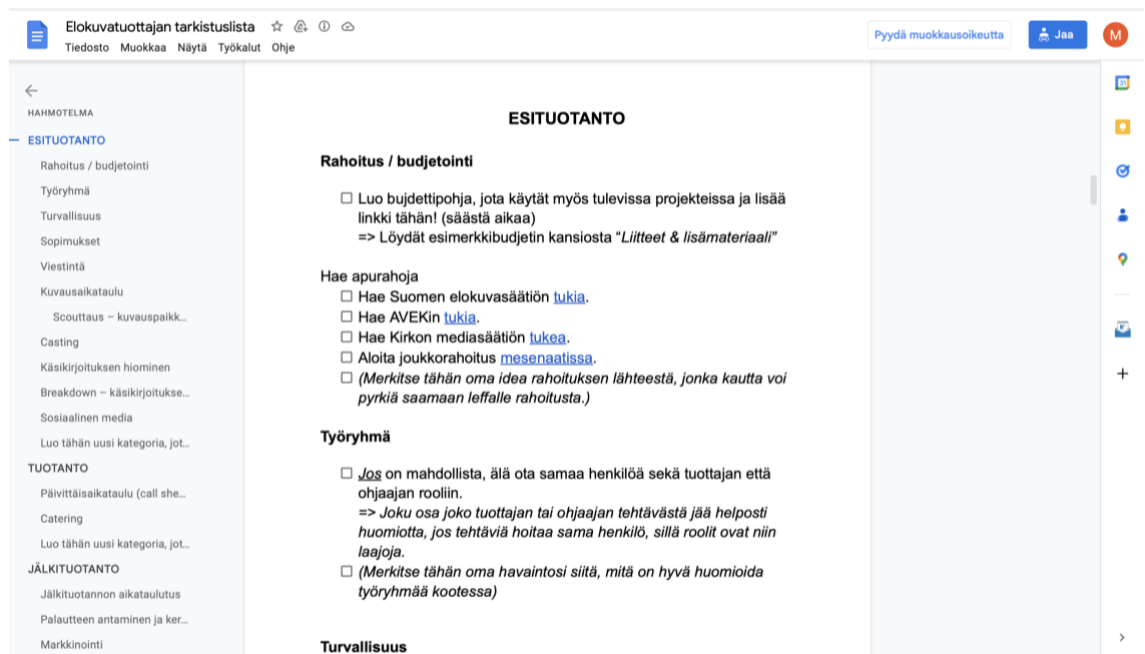 Elokuvatuottajan tarkistuslista
Tiedosto Muokkaa Näytä Työkalut Ohje
Pyydä muokkausoikeutta
Jaa
M
HAHMOTELMA
ESITUOTANTO
Rahoitus / budjetointi
Työryhmä
Turvallisuus
Sopimukset
Viestintä
Kuvausaikataulu
Scouttaus – kuvauspaikk...
Casting
Käsikirjoituksen hiominen
Breakdown – käsikirjoitukse...
Sosiaalinen media
Luo tähän uusi kategoria, jot...
TUOTANTO
Päivittäisaikataulu (call she...
Catering
Luo tähän uusi kategoria, jot...
JÄLKITUOTANTO
Jälkituotannon aikataulutus
Palautteen antaminen ja ker...
Markkinointi
ESITUOTANTO
Rahoitus / budjetointi
Luo bujdettipohja, jota käytät myös tulevissa projekteissa ja lisää
linkki tähän! (säästä aikaa)
=> Löydät esimerkkibudjetin kansiosta “Liitteet & lisämateriaali”
Hae apurahoja
Hae Suomen elokuvasäätiön tukia.
Hae AVEKin tukia.
Hae Kirkon mediasäätiön tukea.
Aloita joukkorahoitus mesenaatissa.
(Merkitse tähän oma idea rahoituksen lähteestä, jonka kautta voi
pyrkiä saamaan leffalle rahoitusta.)
Työryhmä
Jos on mahdollista, älä ota samaa henkilöä sekä tuottajan että
ohjaajan rooliin.
=> Joku osa joko tuottajan tai ohjaajan tehtävästä jää helposti
huomiotta, jos tehtäviä hoitaa sama henkilö, sillä roolit ovat niin
laajoja.
(Merkitse tähän oma havaintosi siitä, mitä on hyvä huomioida
työryhmää kootessa)
Turvallisuus
31